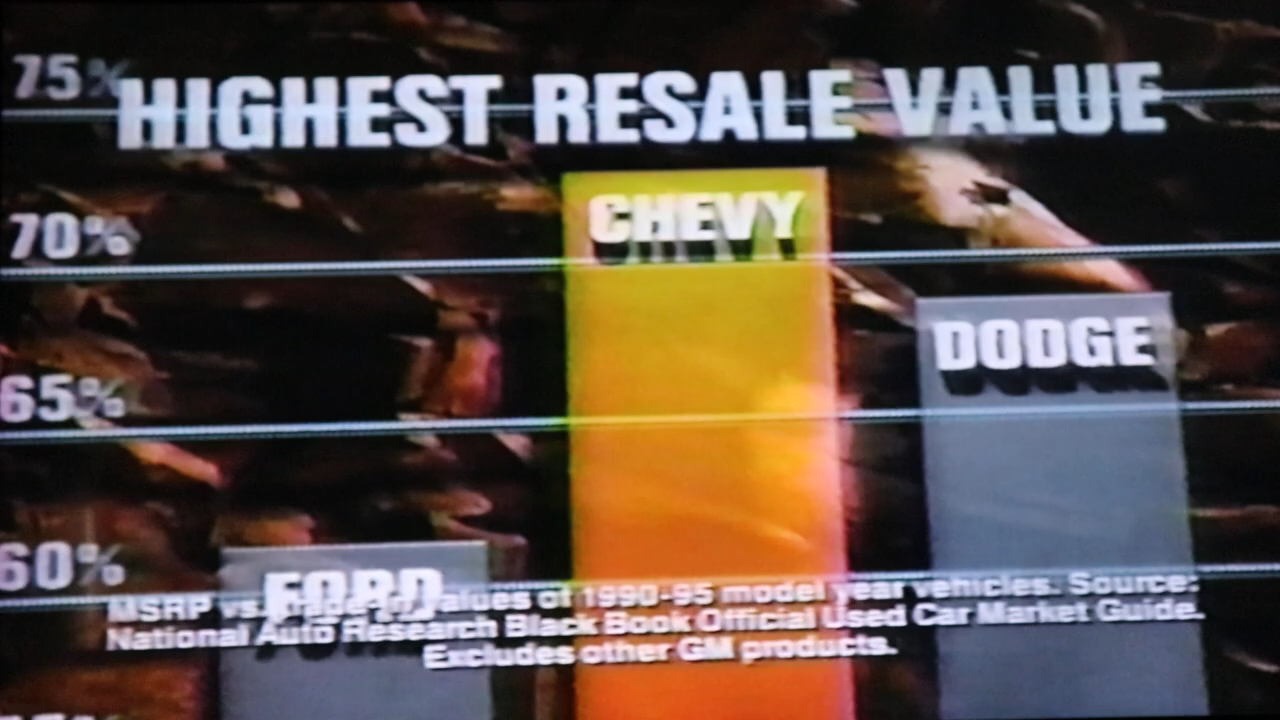 75%
HIGHEST RESALE VALUE
CHEVY
70%
DODGE
65%
60%
FORD
MSRP vs. trade-in values of 1990-95 model year vehicles. Source:
National Auto Research Black Book Official Used Car Market Guide.
Excludes other GM products.